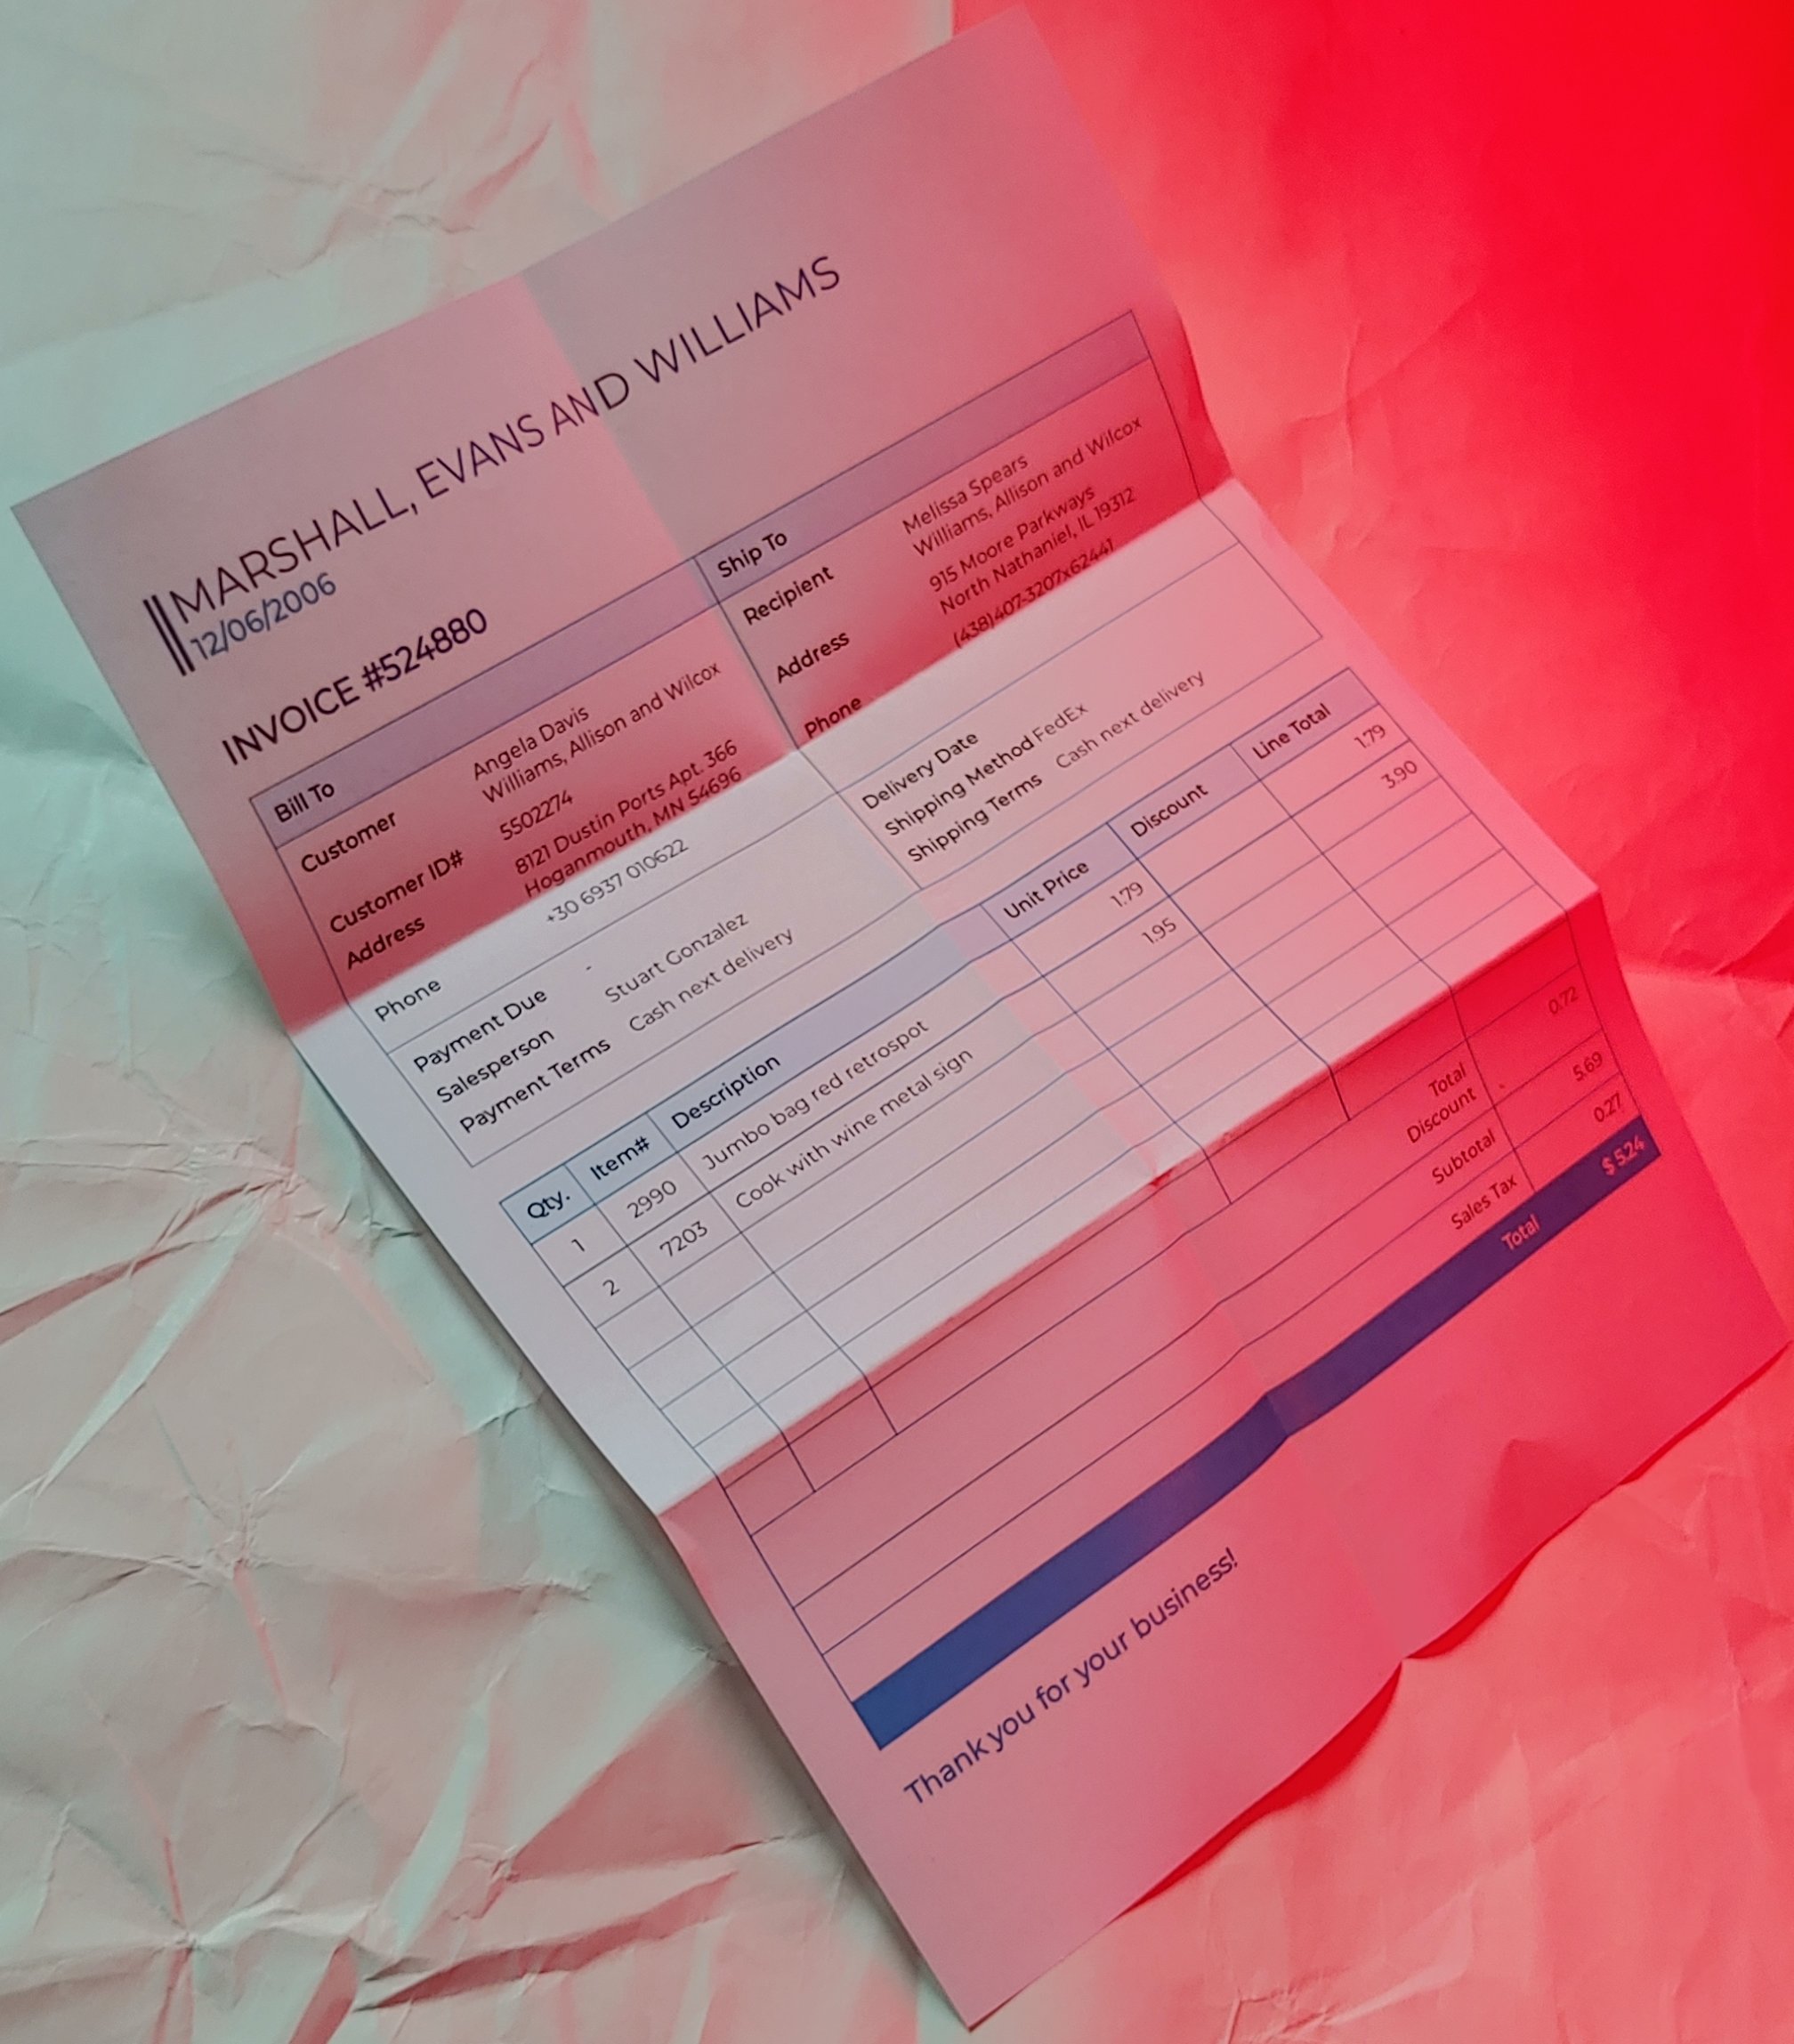 MARSHALL, EVANS AND WILLIAMS
12/06/2006
INVOICE #524880
Bill To
Customer Angela Davis
Williams, Allison and Wilcox
Customer ID# 5502274
Address 8121 Dustin Ports Apt. 366
Hoganmouth, MN 54696
Phone +30 6937 010622
Ship To
Recipient Melissa Spears
Williams, Allison and Wilcox
Address 915 Moore Parkways
North Nathaniel, IL 19312
Phone (438)407-3207x62441
Payment Due -
Salesperson Stuart Gonzalez
Payment Terms Cash next delivery
Delivery Date
Shipping Method FedEx
Shipping Terms Cash next delivery
Qty. Item# Description Unit Price Discount Line Total
1 2990 Jumbo bag red retrospot 1.79 1.79
2 7203 Cook with wine metal sign 1.95 3.90
Total Discount 0.72
Subtotal 5.69
Sales Tax 0.27
Total $ 5.24
Thank you for your business!